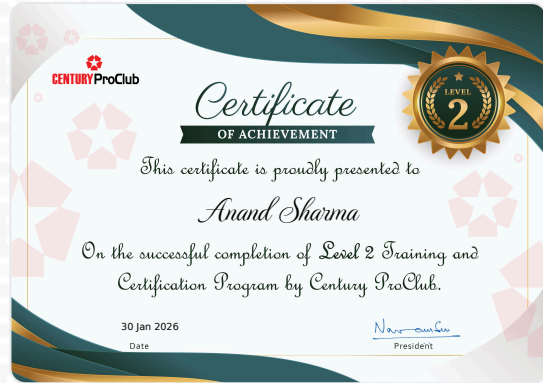 CENTURY ProClub
Certificate
OF ACHIEVEMENT
LEVEL
2
This certificate is proudly presented to
Anand Sharma
On the successful completion of Level 2 Training and
Certification Program by Century ProClub.
30 Jan 2026
Date
President